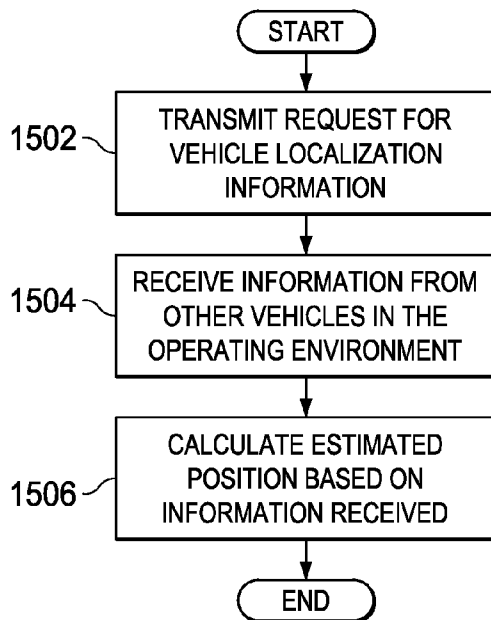 START
1502
TRANSMIT REQUEST FOR
VEHICLE LOCALIZATION
INFORMATION
1504
RECEIVE INFORMATION FROM
OTHER VEHICLES IN THE
OPERATING ENVIRONMENT
1506
CALCULATE ESTIMATED
POSITION BASED ON
INFORMATION RECEIVED
END